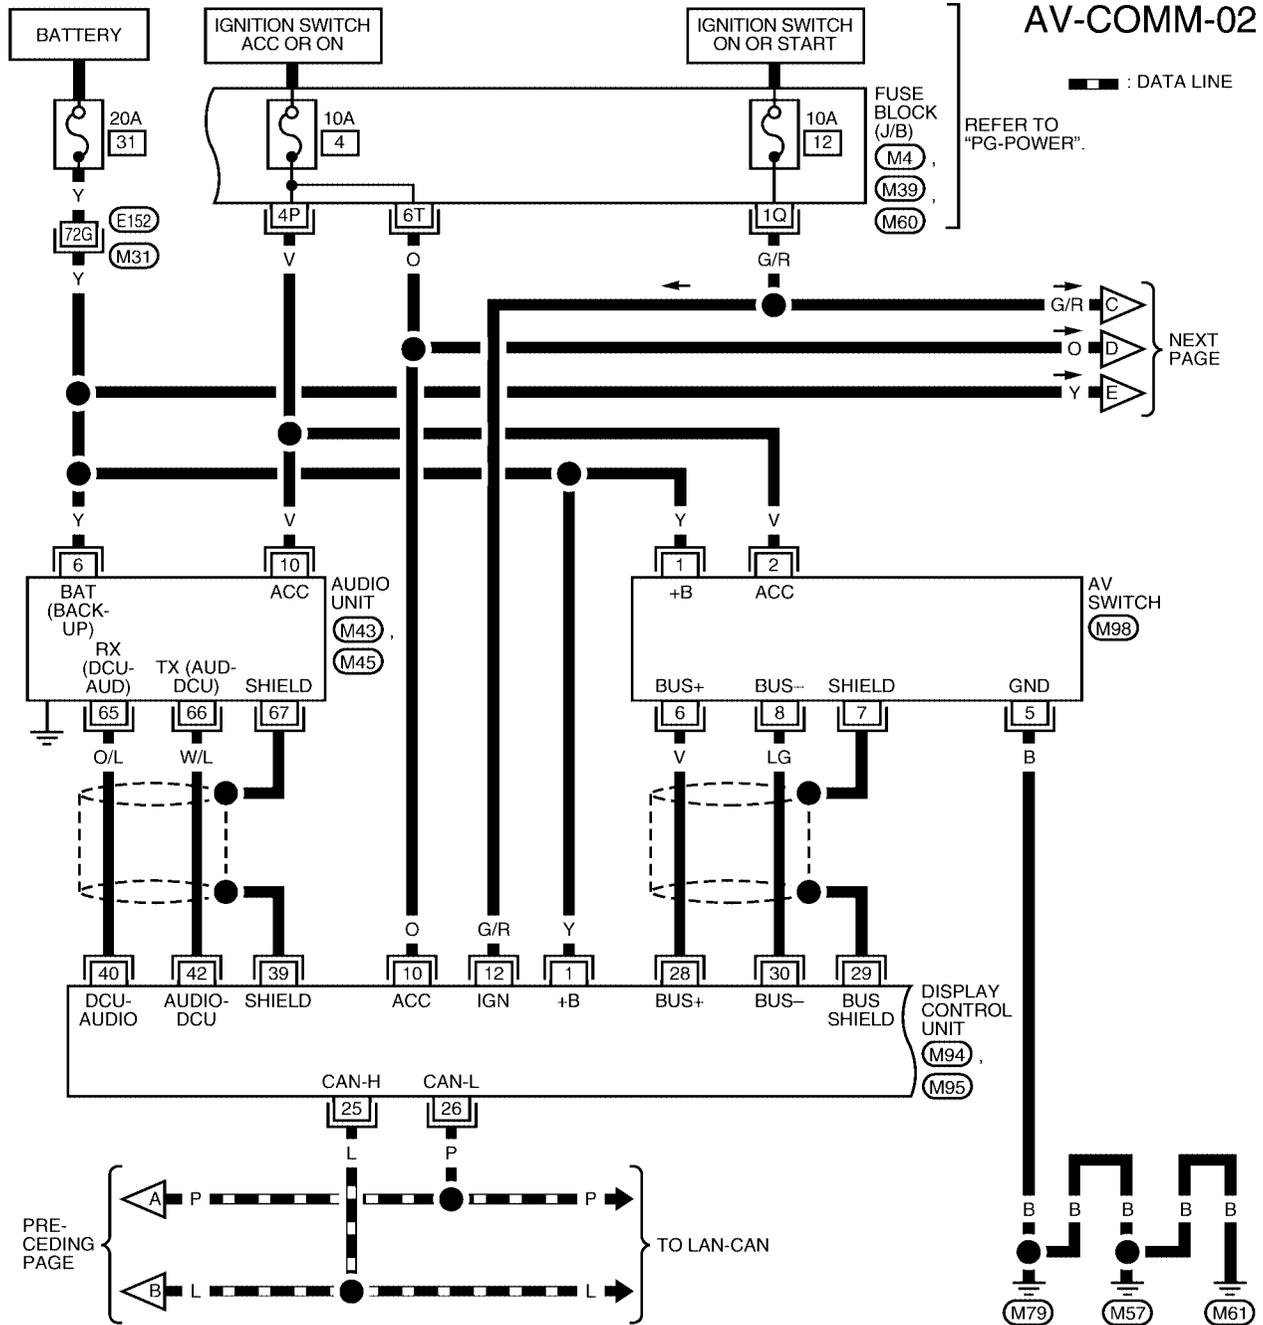 AV-COMM-02
BATTERY
IGNITION SWITCH
ACC OR ON
IGNITION SWITCH
ON OR START
: DATA LINE
20A
31
10A
4
10A
12
FUSE
BLOCK
(J/B)
M4 ,
M39 ,
M60
REFER TO
“PG-POWER”.
Y
72G
E152
M31
Y
4P
6T
1Q
V
O
G/R
G/R C
O D
Y E
NEXT
PAGE
Y
V
Y
V
6
10
1
2
BAT
(BACK-
UP)
ACC
AUDIO
UNIT
M43 ,
M45
+B
ACC
AV
SWITCH
M98
RX
(DCU-
AUD)
TX (AUD-
DCU)
SHIELD
BUS+
BUS–
SHIELD
GND
65
66
67
6
8
7
5
O/L
W/L
V
LG
B
O
G/R
Y
40
42
39
10
12
1
28
30
29
DCU-
AUDIO
AUDIO-
DCU
SHIELD
ACC
IGN
+B
BUS+
BUS–
BUS
SHIELD
DISPLAY
CONTROL
UNIT
M94 ,
M95
CAN-H
CAN-L
25
26
L
P
PRE-
CEDING
PAGE
A P
P
B L
L
TO LAN-CAN
B
B
B
B
B
M79
M57
M61